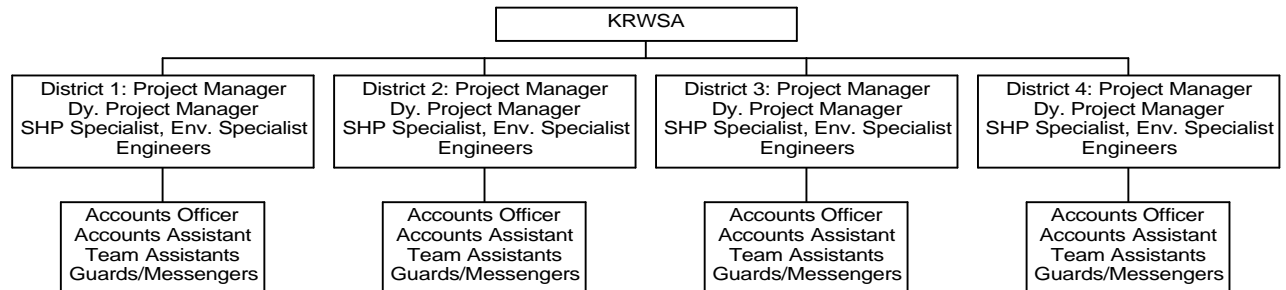 KRWSA
District 1: Project Manager
Dy. Project Manager
SHP Specialist, Env. Specialist
Engineers
District 2: Project Manager
Dy. Project Manager
SHP Specialist, Env. Specialist
Engineers
District 3: Project Manager
Dy. Project Manager
SHP Specialist, Env. Specialist
Engineers
District 4: Project Manager
Dy. Project Manager
SHP Specialist, Env. Specialist
Engineers
Accounts Officer
Accounts Assistant
Team Assistants
Guards/Messengers
Accounts Officer
Accounts Assistant
Team Assistants
Guards/Messengers
Accounts Officer
Accounts Assistant
Team Assistants
Guards/Messengers
Accounts Officer
Accounts Assistant
Team Assistants
Guards/Messengers